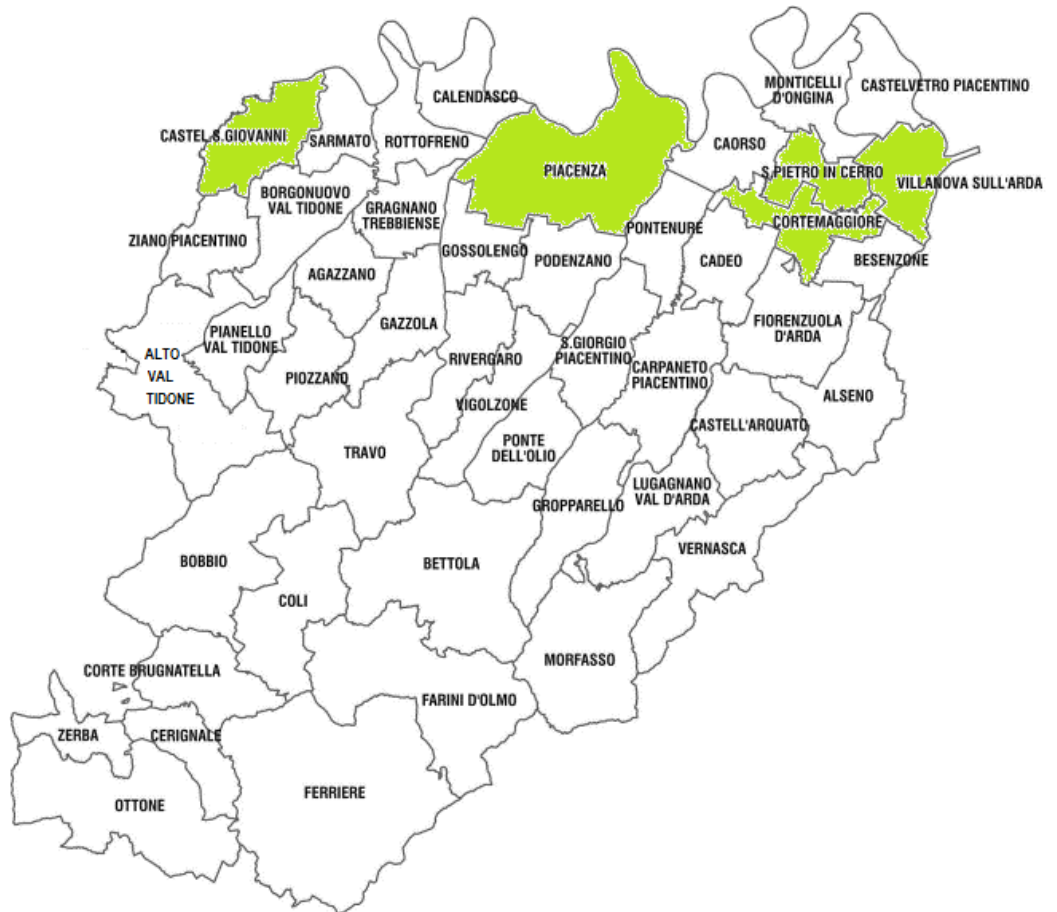 MONTICELLI
D'ONGINA
CASTELVETRO PIACENTINO
CALENDASCO
CASTEL S.GIOVANNI
SARMATO
ROTTOFRENO
CAORSO
PIACENZA
S.PIETRO IN CERRO
VILLANOVA SULL'ARDA
BORGONUOVO
VAL TIDONE
GRAGNANO
TREBBIENSE
CORTEMAGGIORE
ZIANO PIACENTINO
PONTENURE
GOSSOLENGO
PODENZANO
CADEO
BESENZONE
AGAZZANO
GAZZOLA
FIORENZUOLA
D'ARDA
PIANELLO
VAL TIDONE
ALTO
VAL
TIDONE
S.GIORGIO
PIACENTINO
RIVERGARO
CARPANETO
PIACENTINO
PIOZZANO
ALSENO
VIGOLZONE
CASTELL'ARQUATO
TRAVO
PONTE
DELL'OLIO
LUGAGNANO
VAL D'ARDA
GROPPARELLO
VERNASCA
BOBBIO
BETTOLA
COLI
MORFASSO
CORTE BRUGNATELLA
FARINI D'OLMO
ZERBA
CERIGNALE
FERRIERE
OTTONE